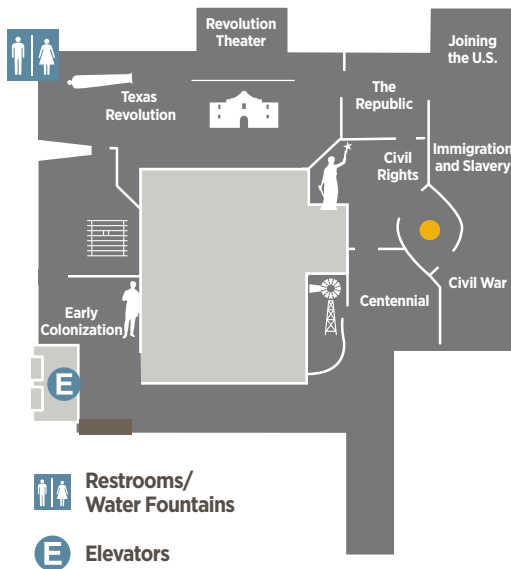 Revolution
Theater
Joining
the U.S.
Texas
Revolution
The
Republic
Immigration
and Slavery
Civil
Rights
Early
Colonization
Centennial
Civil War
E
Restrooms/
Water Fountains
E
Elevators